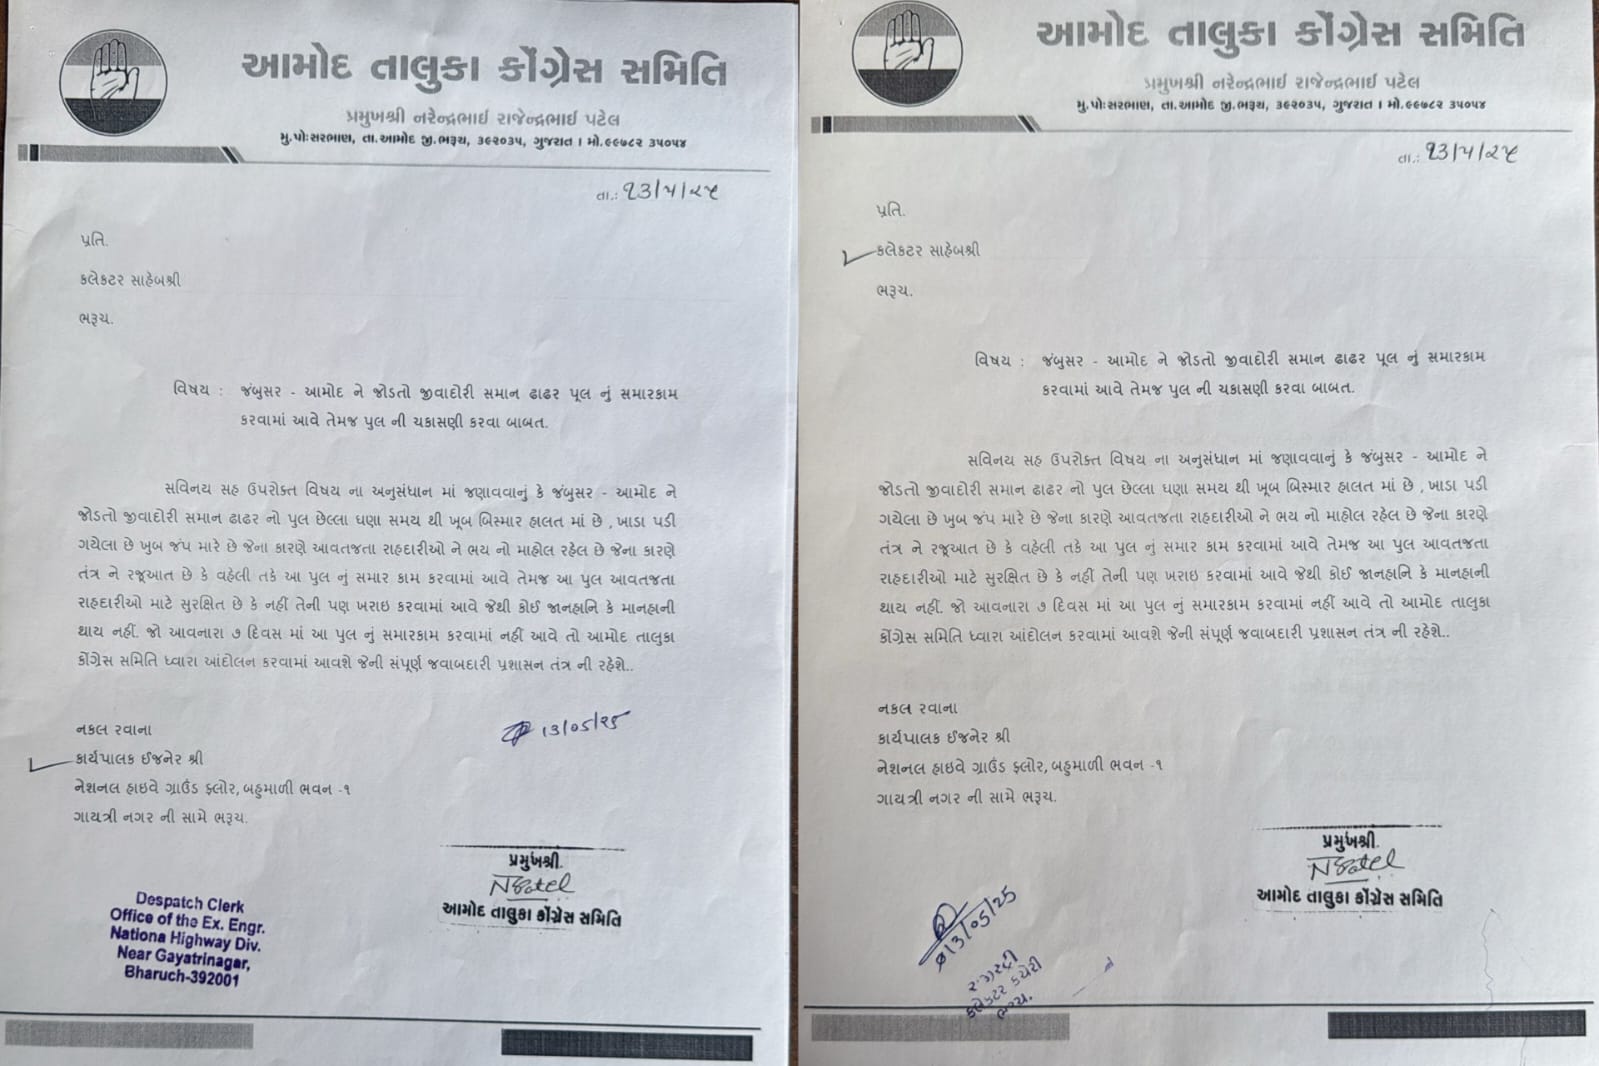 આમોદ તાલુકા કોંગ્રેસ સમિતિ
પ્રમુખશ્રી નરેન્દ્રભાઈ રાજેન્દ્રભાઈ પટેલ
મુ.પોઃસરભાણ, તા.આમોદ જી.ભરૂચ, ૩૯૨૦૩૫, ગુજરાત । મો.૯૯૭૮૨ ૩૫૦૫૪
તા.: ૧૩/૫/૨૫
પ્રતિ.
કલેકટર સાહેબશ્રી
ભરૂચ.
વિષય : જંબુસર - આમોદ ને જોડતો જીવાદોરી સમાન ઢાઢર પૂલ નું સમારકામ
કરવામાં આવે તેમજ પુલ ની ચકાસણી કરવા બાબત.
સવિનય સહ ઉપરોક્ત વિષય ના અનુસંધાન માં જણાવવાનું કે જંબુસર - આમોદ ને
જોડતો જીવાદોરી સમાન ઢાઢર નો પુલ છેલ્લા ઘણા સમય થી ખૂબ બિસ્માર હાલત માં છે , ખાડા પડી
ગયેલા છે ખુબ જંપ મારે છે જેના કારણે આવતજતા રાહદારીઓ ને ભય નો માહોલ રહેલ છે જેના કારણે
તંત્ર ને રજૂઆત છે કે વહેલી તકે આ પુલ નું સમાર કામ કરવામાં આવે તેમજ આ પુલ આવતજતા
રાહદારીઓ માટે સુરક્ષિત છે કે નહીં તેની પણ ખરાઇ કરવામાં આવે જેથી કોઈ જાનહાનિ કે માનહાની
થાય નહીં. જો આવનારા ૭ દિવસ માં આ પુલ નું સમારકામ કરવામાં નહીં આવે તો આમોદ તાલુકા
કોંગ્રેસ સમિતિ ધ્વારા આંદોલન કરવામાં આવશે જેની સંપૂર્ણ જવાબદારી પ્રશાસન તંત્ર ની રહેશે..
નકલ રવાના
13/05/25
કાર્યપાલક ઈજનેર શ્રી
નેશનલ હાઇવે ગ્રાઉંડ ફ્લોર, બહુમાળી ભવન -૧
ગાયત્રી નગર ની સામે ભરૂચ.
પ્રમુખશ્રી.
NRPatel
આમોદ તાલુકા કોંગ્રેસ સમિતિ
Despatch Clerk
Office of the Ex. Engr.
Nationa Highway Div.
Near Gayatrinagar,
Bharuch-392001
આમોદ તાલુકા કોંગ્રેસ સમિતિ
પ્રમુખશ્રી નરેન્દ્રભાઈ રાજેન્દ્રભાઈ પટેલ
મુ.પોઃસરભાણ, તા.આમોદ જી.ભરૂચ, ૩૯૨૦૩૫, ગુજરાત । મો.૯૯૭૮૨ ૩૫૦૫૪
તા.: ૧૩/૫/૨૫
પ્રતિ.
કલેકટર સાહેબશ્રી
ભરૂચ.
વિષય : જંબુસર - આમોદ ને જોડતો જીવાદોરી સમાન ઢાઢર પૂલ નું સમારકામ
કરવામાં આવે તેમજ પુલ ની ચકાસણી કરવા બાબત.
સવિનય સહ ઉપરોક્ત વિષય ના અનુસંધાન માં જણાવવાનું કે જંબુસર - આમોદ ને
જોડતો જીવાદોરી સમાન ઢાઢર નો પુલ છેલ્લા ઘણા સમય થી ખૂબ બિસ્માર હાલત માં છે , ખાડા પડી
ગયેલા છે ખુબ જંપ મારે છે જેના કારણે આવતજતા રાહદારીઓ ને ભય નો માહોલ રહેલ છે જેના કારણે
તંત્ર ને રજૂઆત છે કે વહેલી તકે આ પુલ નું સમાર કામ કરવામાં આવે તેમજ આ પુલ આવતજતા
રાહદારીઓ માટે સુરક્ષિત છે કે નહીં તેની પણ ખરાઇ કરવામાં આવે જેથી કોઈ જાનહાનિ કે માનહાની
થાય નહીં. જો આવનારા ૭ દિવસ માં આ પુલ નું સમારકામ કરવામાં નહીં આવે તો આમોદ તાલુકા
કોંગ્રેસ સમિતિ ધ્વારા આંદોલન કરવામાં આવશે જેની સંપૂર્ણ જવાબદારી પ્રશાસન તંત્ર ની રહેશે..
નકલ રવાના
કાર્યપાલક ઈજનેર શ્રી
નેશનલ હાઇવે ગ્રાઉંડ ફ્લોર, બહુમાળી ભવન -૧
ગાયત્રી નગર ની સામે ભરૂચ.
પ્રમુખશ્રી.
NRPatel
આમોદ તાલુકા કોંગ્રેસ સમિતિ
13/05/25
કલેકટર કચેરી
ભરૂચ.